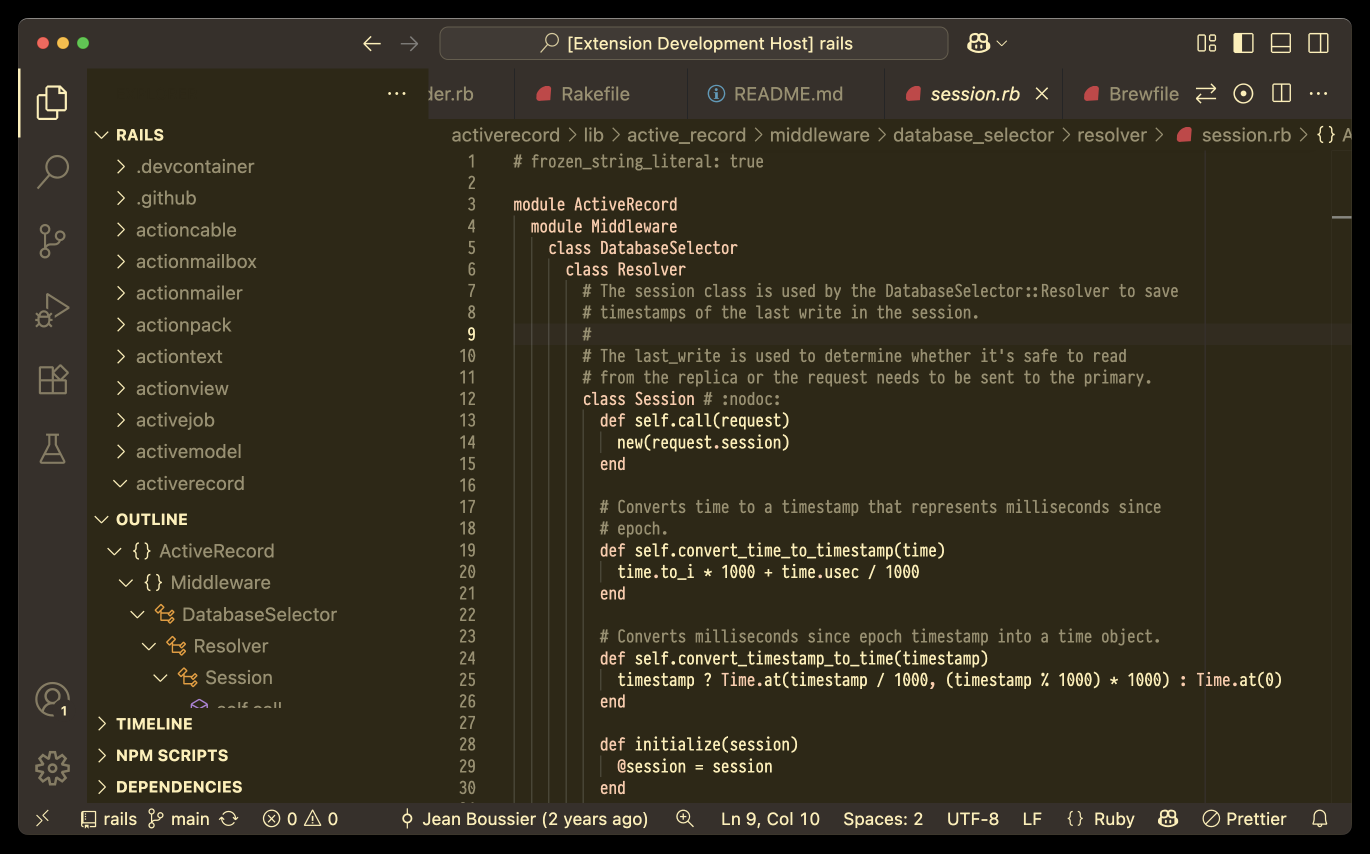 [Extension Development Host] rails
der.rb
Rakefile
README.md
session.rb
Brewfile
activerecord > lib > active_record > middleware > database_selector > resolver > session.rb > {} A
RAILS
.devcontainer
.github
actioncable
actionmailbox
actionmailer
actionpack
actiontext
actionview
activejob
activemodel
activerecord
OUTLINE
{} ActiveRecord
{} Middleware
DatabaseSelector
Resolver
Session
self.call
TIMELINE
NPM SCRIPTS
DEPENDENCIES
1
1 # frozen_string_literal: true
2
3 module ActiveRecord
4 module Middleware
5 class DatabaseSelector
6 class Resolver
7 # The session class is used by the DatabaseSelector::Resolver to save
8 # timestamps of the last write in the session.
9 #
10 # The last_write is used to determine whether it's safe to read
11 # from the replica or the request needs to be sent to the primary.
12 class Session # :nodoc:
13 def self.call(request)
14 new(request.session)
15 end
16
17 # Converts time to a timestamp that represents milliseconds since
18 # epoch.
19 def self.convert_time_to_timestamp(time)
20 time.to_i * 1000 + time.usec / 1000
21 end
22
23 # Converts milliseconds since epoch timestamp into a time object.
24 def self.convert_timestamp_to_time(timestamp)
25 timestamp ? Time.at(timestamp / 1000, (timestamp % 1000) * 1000) : Time.at(0)
26 end
27
28 def initialize(session)
29 @session = session
30 end
rails main 0 0 Jean Boussier (2 years ago) Ln 9, Col 10 Spaces: 2 UTF-8 LF {} Ruby Prettier